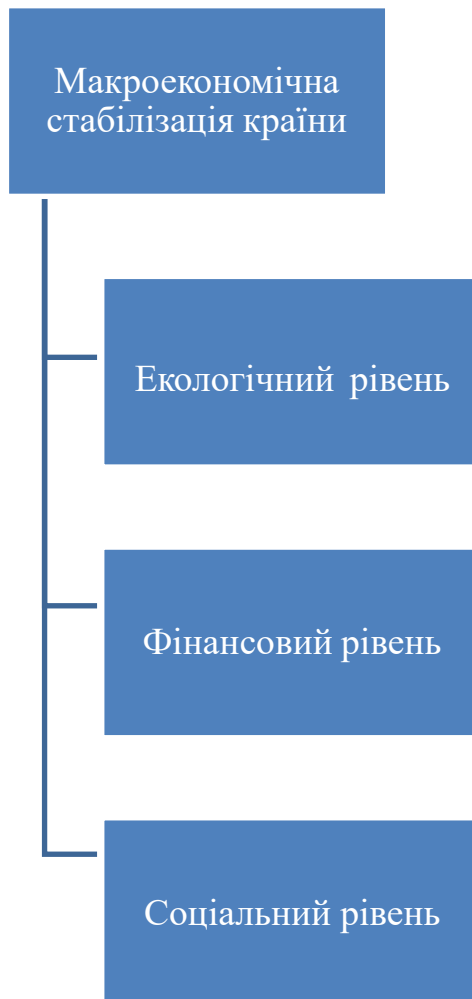 Макроекономічна
стабілізація країни
Екологічний рівень
Фінансовий рівень
Соціальний рівень